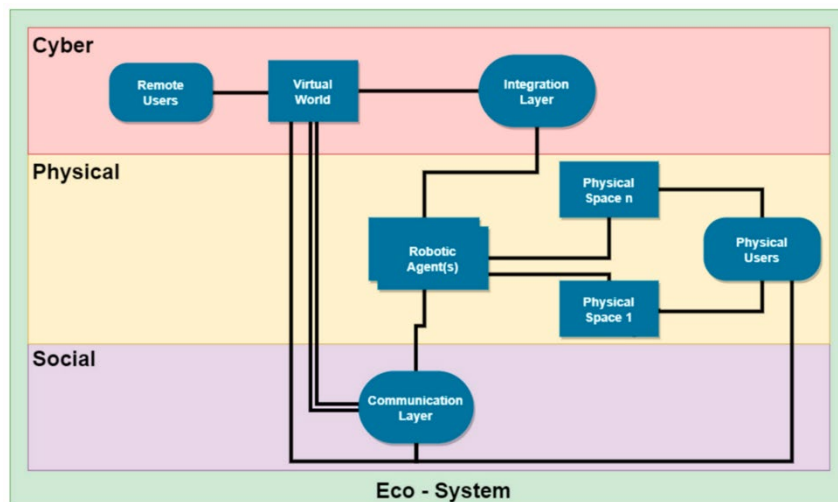 Cyber
Remote
Users
Virtual
World
Integration
Layer
Physical
Physical
Space n
Robotic
Agent(s)
Physical
Users
Physical
Space 1
Social
Communication
Layer
Eco - System